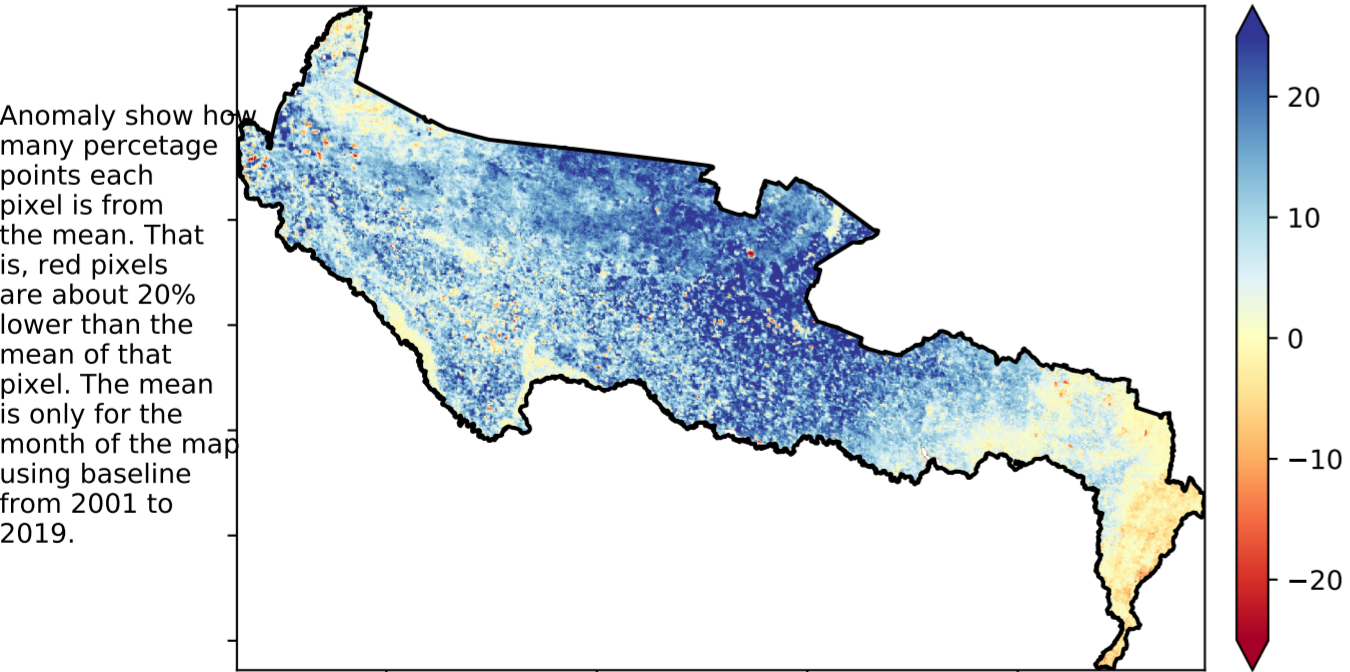 Anomaly show how
many percetage
points each
pixel is from
the mean. That
is, red pixels
are about 20%
lower than the
mean of that
pixel. The mean
is only for the
month of the map
using baseline
from 2001 to
2019.
20
10
0
−10
−20